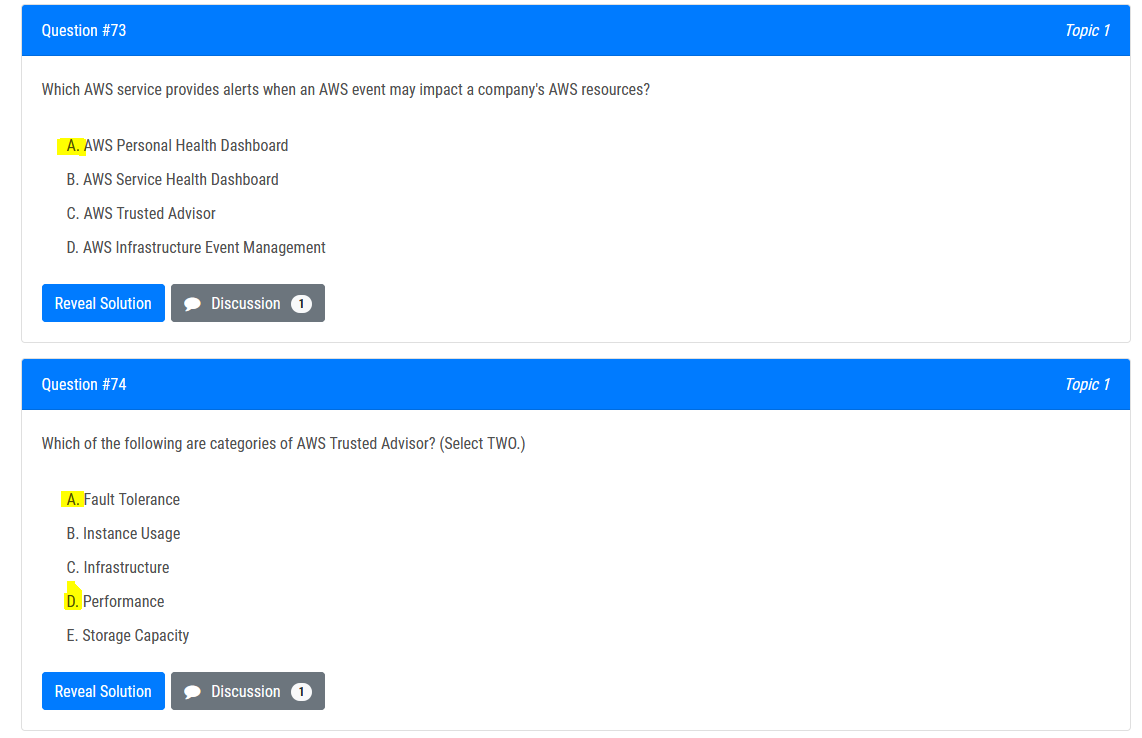 Question #73 Topic 1
Which AWS service provides alerts when an AWS event may impact a company's AWS resources?
A. AWS Personal Health Dashboard
B. AWS Service Health Dashboard
C. AWS Trusted Advisor
D. AWS Infrastructure Event Management
Reveal Solution Discussion 1
Question #74 Topic 1
Which of the following are categories of AWS Trusted Advisor? (Select TWO.)
A. Fault Tolerance
B. Instance Usage
C. Infrastructure
D. Performance
E. Storage Capacity
Reveal Solution Discussion 1